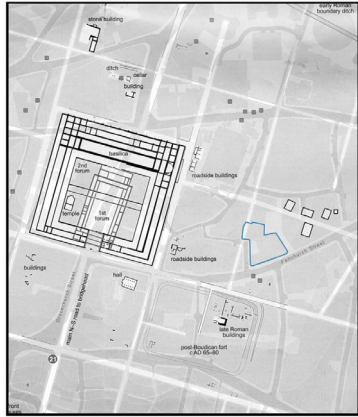 early Roman
boundary ditch
stone building
ditch
cellar
building
basilica
2nd
forum
roadside buildings
temple
1st
forum
roadside buildings
Fenchurch Street
buildings
hall
main N–S road to bridgehead
late Roman
buildings
post-Boudican fort
c AD 65–80